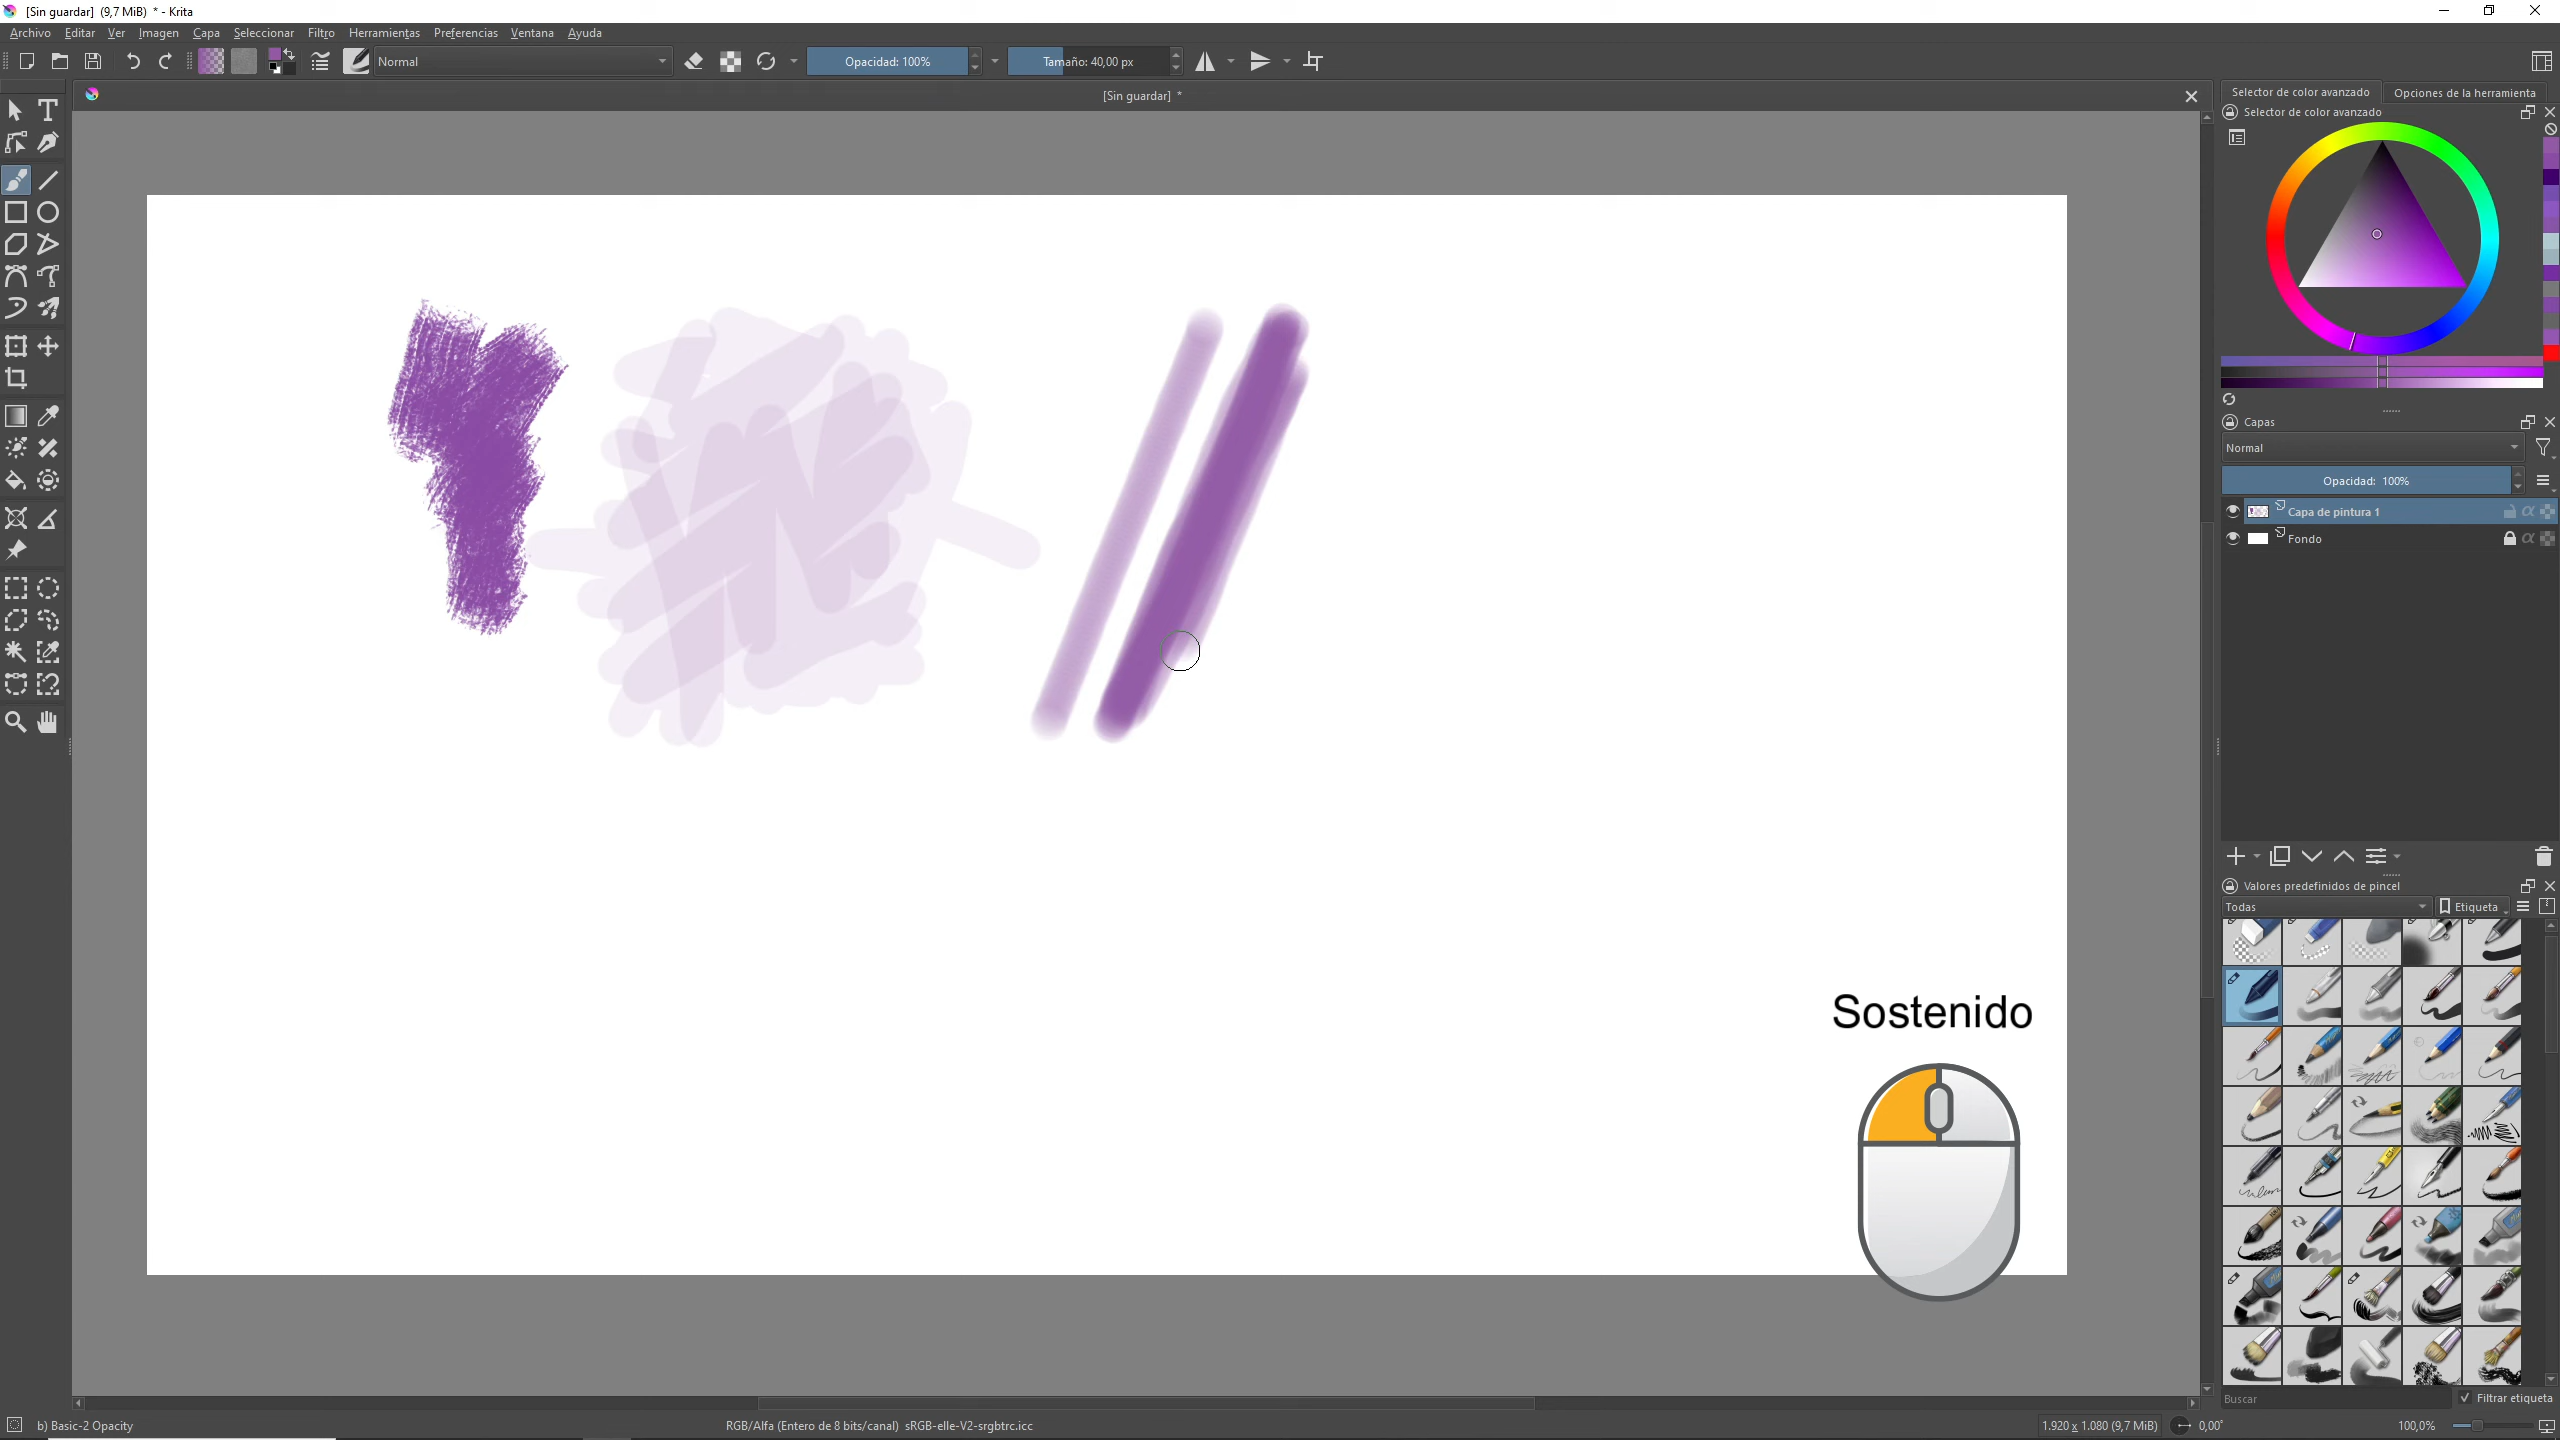 [Sin guardar] (9,7 MiB) * - Krita
Archivo Editar Ver Imagen Capa Seleccionar Filtro Herramientas Preferencias Ventana Ayuda
Normal Opacidad: 100% Tamaño: 40,00 px
[Sin guardar] *
Selector de color avanzado Opciones de la herramienta
Selector de color avanzado
Capas
Normal
Opacidad: 100%
Capa de pintura 1
Fondo
Valores predefinidos de pincel
Todas Etiqueta
Sostenido
Buscar Filtrar etiqueta
b) Basic-2 Opacity RGB/Alfa (Entero de 8 bits/canal) sRGB-elle-V2-srgbtrc.icc 1.920 x 1.080 (9,7 MiB) 0,00° 100,0%